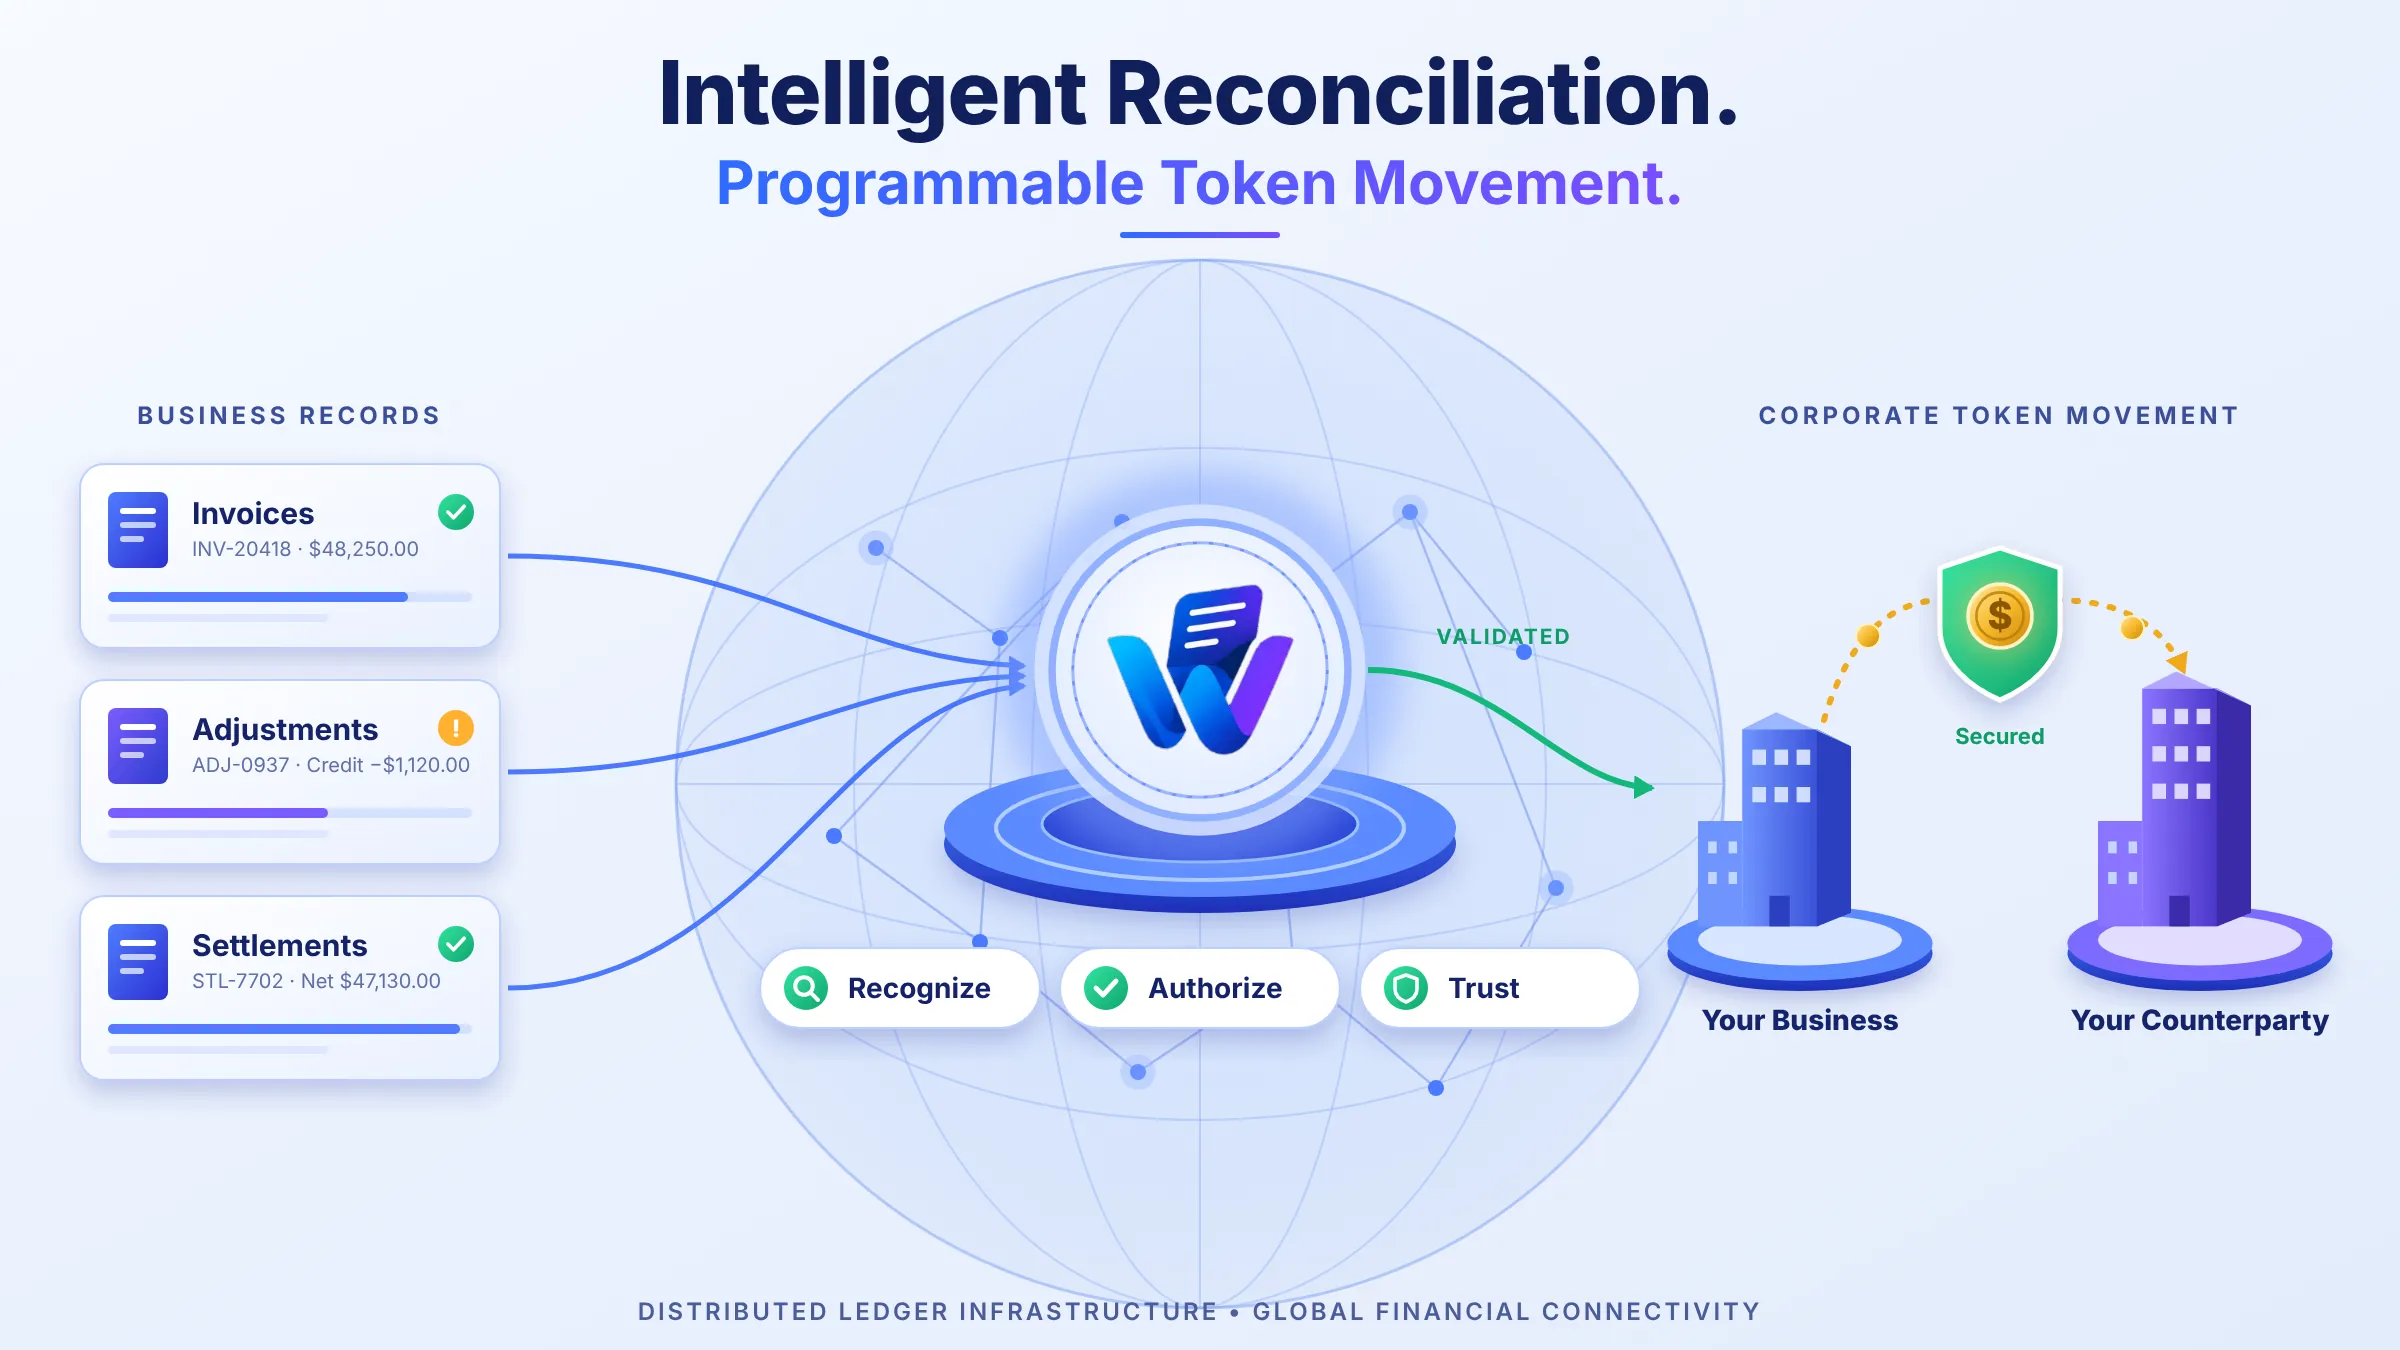 Intelligent Reconciliation.
Programmable Token Movement.
BUSINESS RECORDS
Invoices
INV-20418 · $48,250.00
Adjustments
ADJ-0937 · Credit −$1,120.00
Settlements
STL-7702 · Net $47,130.00
VALIDATED
Recognize
Authorize
Trust
CORPORATE TOKEN MOVEMENT
$
Secured
Your Business
Your Counterparty
DISTRIBUTED LEDGER INFRASTRUCTURE • GLOBAL FINANCIAL CONNECTIVITY